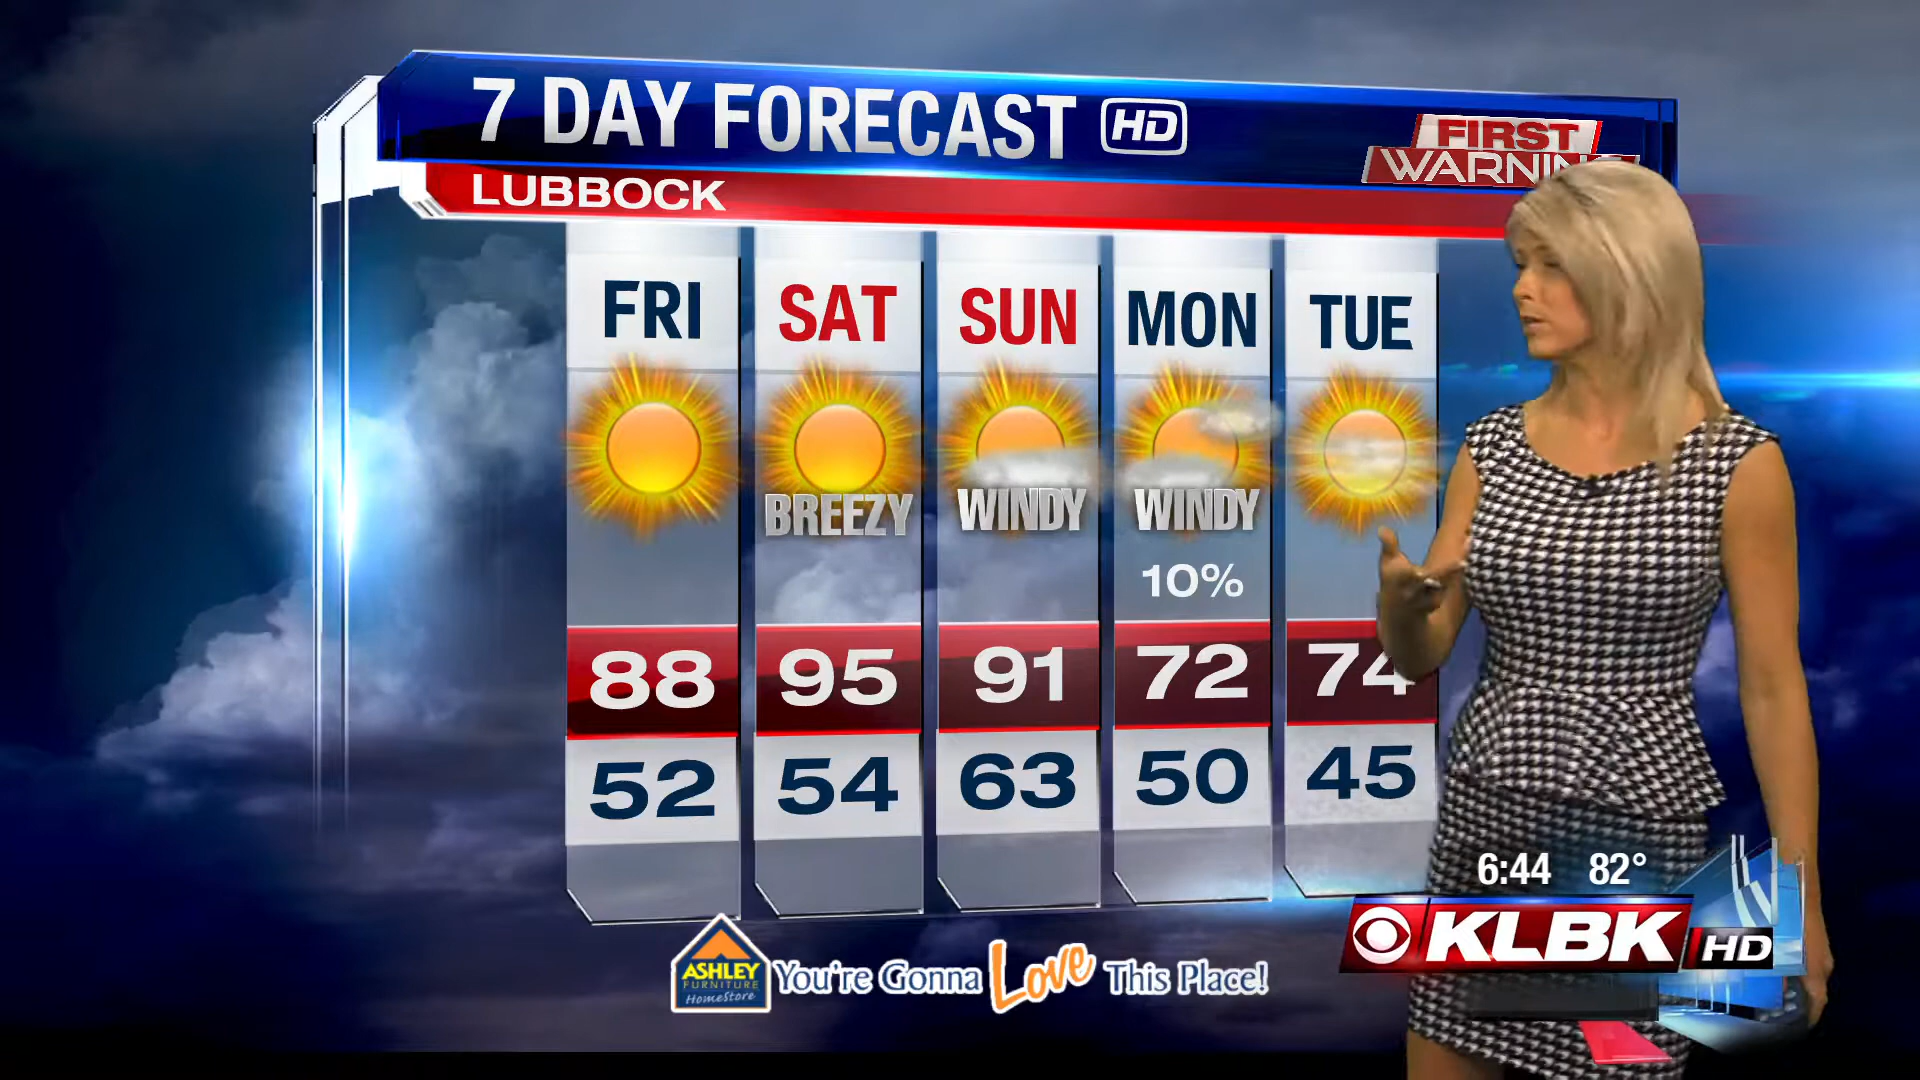 7 DAY FORECAST HD
FIRST
LUBBOCK
FRI SAT SUN MON TUE
BREEZY WINDY WINDY
10%
88 95 91 72 74
52 54 63 50 45
6:44 82°
KLBK HD
ASHLEY
FURNITURE
HomeStore
You're Gonna Love This Place!